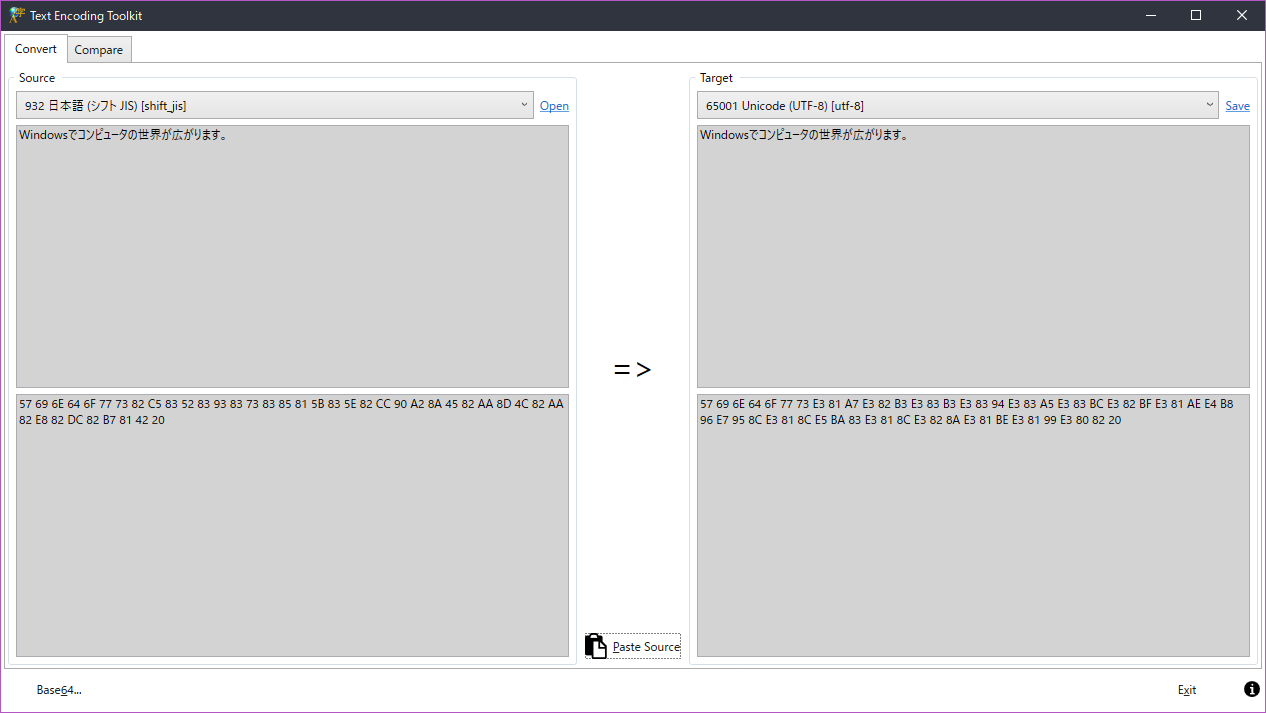 Text Encoding Toolkit
Convert
Compare
Source
932 日本語 (シフト JIS) [shift_jis]
Open
Windowsでコンピュータの世界が広がります。
57 69 6E 64 6F 77 73 82 C5 83 52 83 93 83 73 83 85 81 5B 83 5E 82 CC 90 A2 8A 45 82 AA 8D 4C 82 AA
82 E8 82 DC 82 B7 81 42 20
=>
Paste Source
Target
65001 Unicode (UTF-8) [utf-8]
Save
Windowsでコンピュータの世界が広がります。
57 69 6E 64 6F 77 73 E3 81 A7 E3 82 B3 E3 83 B3 E3 83 94 E3 83 A5 E3 83 BC E3 82 BF E3 81 AE E4 B8
96 E7 95 8C E3 81 8C E5 BA 83 E3 81 8C E3 82 8A E3 81 BE E3 81 99 E3 80 82 20
Base64...
Exit